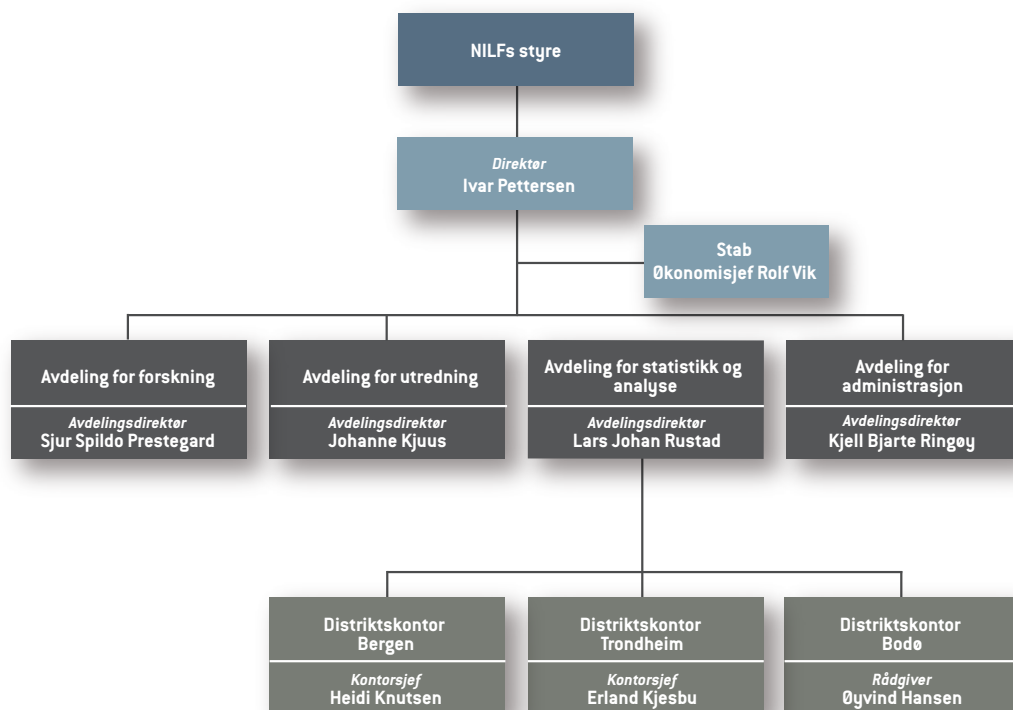 NILFs styre
Direktør
Ivar Pettersen
Stab
Økonomisjef Rolf Vik
Avdeling for forskning
Avdelingsdirektør
Sjur Spildo Prestegard
Avdeling for utredning
Avdelingsdirektør
Johanne Kjuus
Avdeling for statistikk og
analyse
Avdelingsdirektør
Lars Johan Rustad
Avdeling for
administrasjon
Avdelingsdirektør
Kjell Bjarte Ringøy
Distriktskontor
Bergen
Kontorsjef
Heidi Knutsen
Distriktskontor
Trondheim
Kontorsjef
Erland Kjesbu
Distriktskontor
Bodø
Rådgiver
Øyvind Hansen